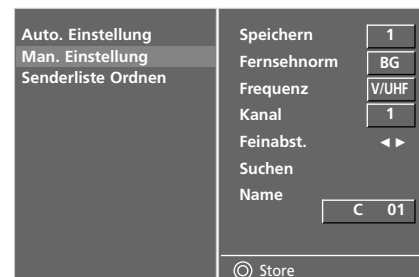 Auto. Einstellung
Man. Einstellung
Senderliste Ordnen
Speichern 1
Fernsehnorm BG
Frequenz V/UHF
Kanal 1
Feinabst. ◄ ►
Suchen
Name
C 01
Store